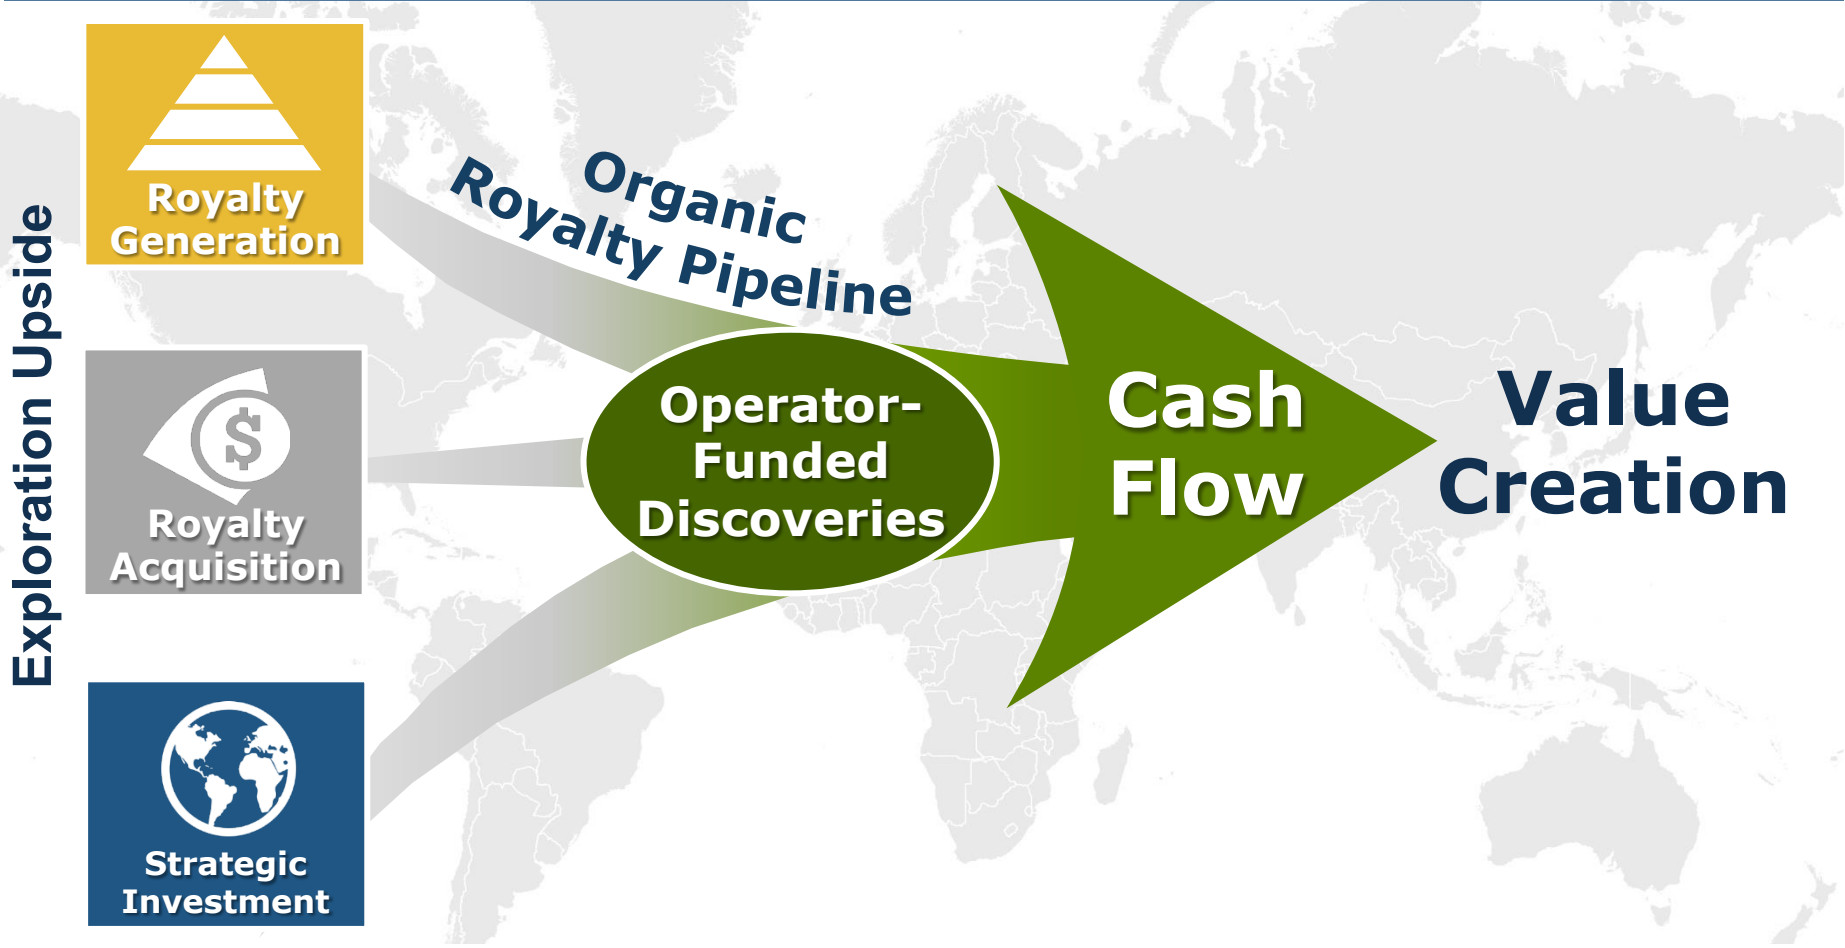 Exploration Upside
Royalty
Generation
Royalty
Acquisition
$
Strategic
Investment
Organic
Royalty Pipeline
Operator-
Funded
Discoveries
Cash
Flow
Value
Creation